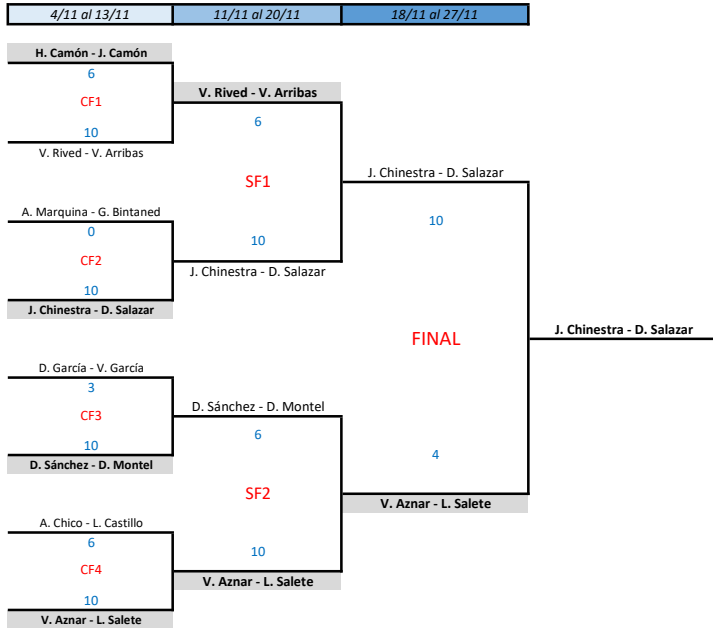 4/11 al 13/11
11/11 al 20/11
18/11 al 27/11
H. Camón - J. Camón
6
CF1
10
V. Rived - V. Arribas
V. Rived - V. Arribas
6
SF1
10
J. Chinestra - D. Salazar
A. Marquina - G. Bintaned
0
CF2
10
J. Chinestra - D. Salazar
J. Chinestra - D. Salazar
10
FINAL
4
V. Aznar - L. Salete
J. Chinestra - D. Salazar
D. García - V. García
3
CF3
10
D. Sánchez - D. Montel
D. Sánchez - D. Montel
6
SF2
10
V. Aznar - L. Salete
A. Chico - L. Castillo
6
CF4
10
V. Aznar - L. Salete